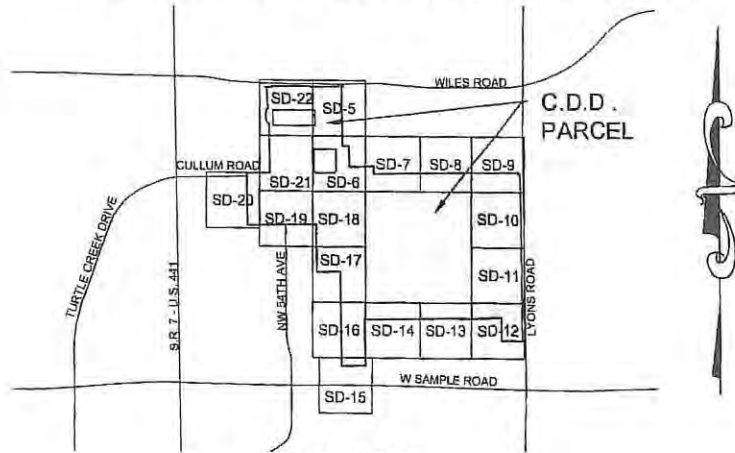 WILES ROAD
SD-22
SD-5
C.D.D.
PARCEL
CULLUM ROAD
SD-7
SD-8
SD-9
SD-21
SD-6
SD-20
SD-19
SD-18
SD-10
SD-17
SD-11
TURTLE CREEK DRIVE
S.R. 7 - U.S. 441
NW 54TH AVE
LYONS ROAD
SD-16
SD-14
SD-13
SD-12
W SAMPLE ROAD
SD-15